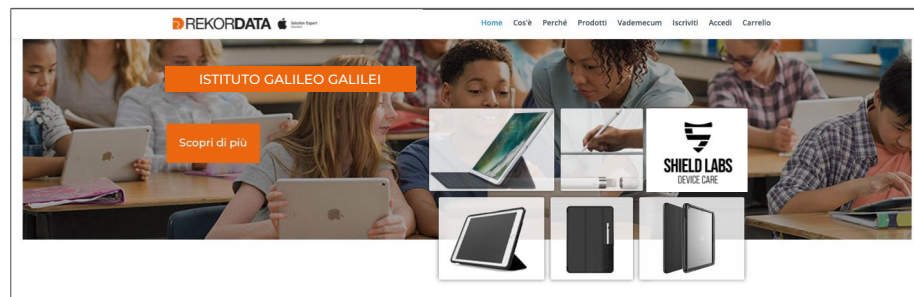 REKORDATA Solution Expert
Home Cos'è Perché Prodotti Vademecum Iscriviti Accedi Carrello
ISTITUTO GALILEO GALILEI
Scopri di più
SHIELD LABS
DEVICE CARE